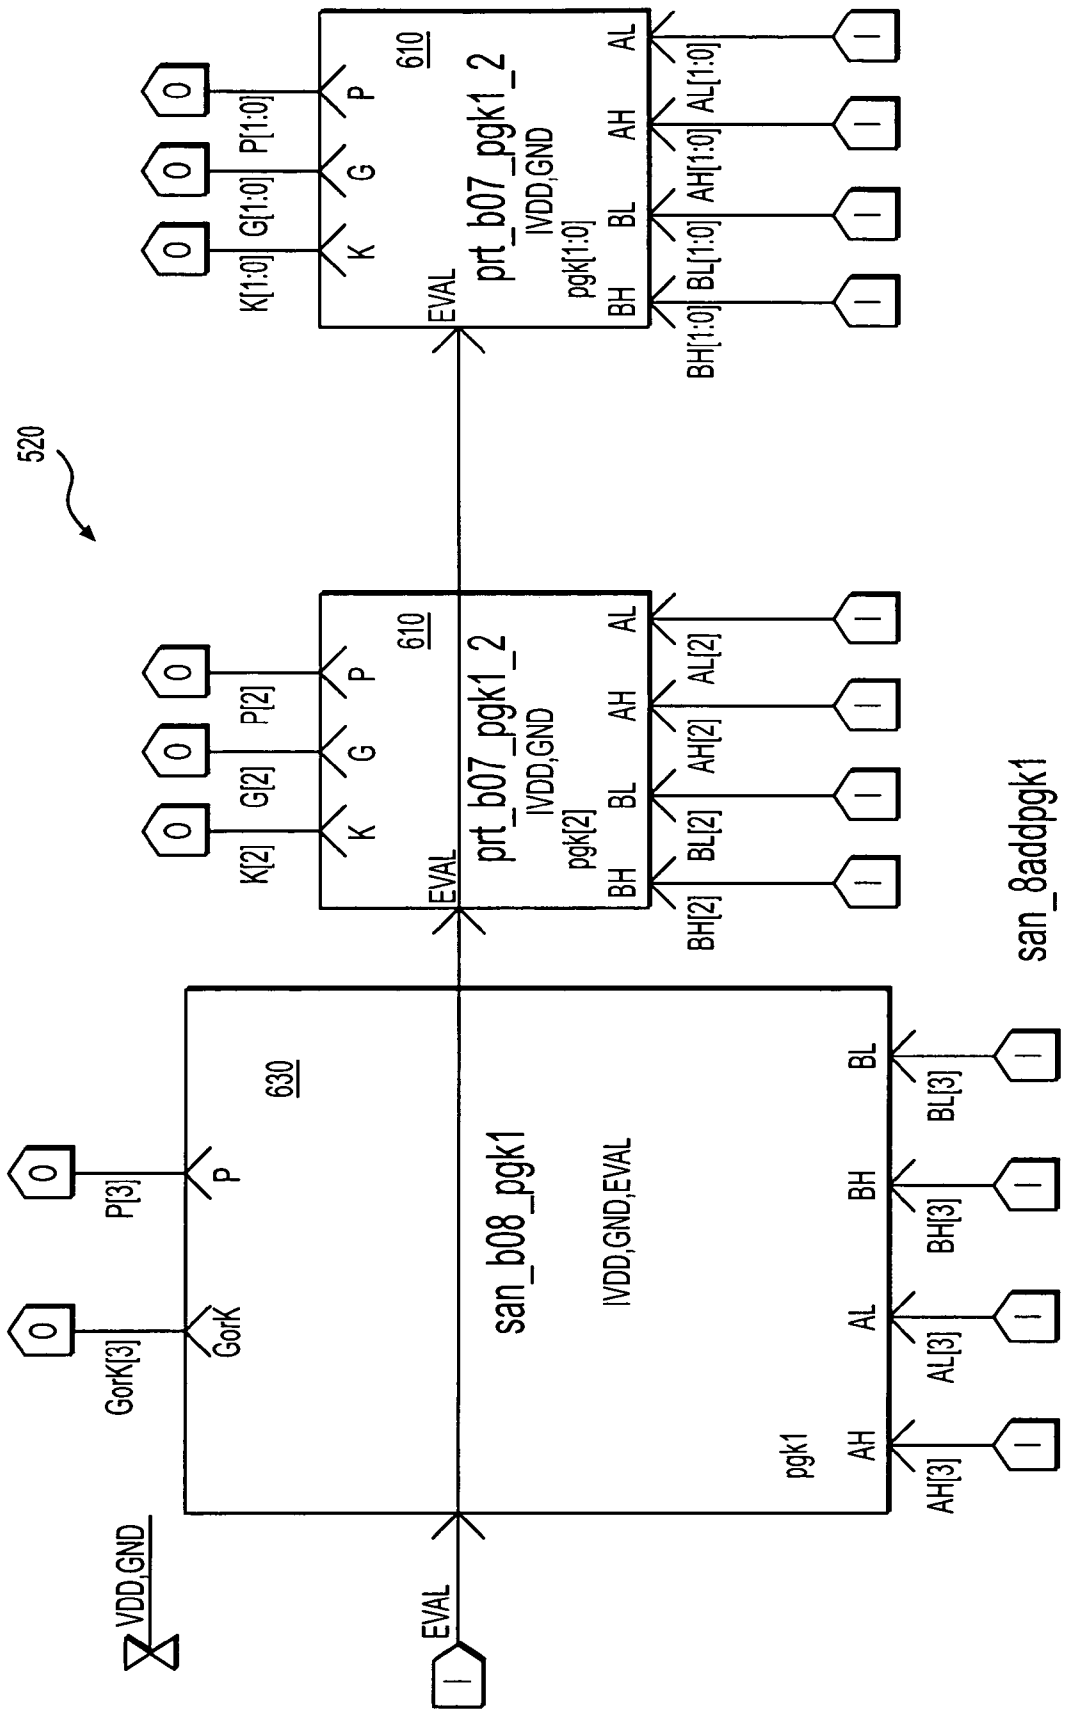 520
VDD,GND
EVAL
I
O
O
GorK[3]
P[3]
GorK
P
630
san_b08_pgk1
IVDD,GND,EVAL
pgk1
AH
AL
BH
BL
AH[3]
AL[3]
BH[3]
BL[3]
I
I
I
I
O
O
O
K[2]
G[2]
P[2]
K
G
P
EVAL
610
prt_b07_pgk1_2
IVDD,GND
pgk[2]
BH
BL
AH
AL
BH[2]
BL[2]
AH[2]
AL[2]
I
I
I
I
O
O
O
K[1:0]
G[1:0]
P[1:0]
K
G
P
EVAL
610
prt_b07_pgk1_2
IVDD,GND
pgk[1:0]
BH
BL
AH
AL
BH[1:0]
BL[1:0]
AH[1:0]
AL[1:0]
I
I
I
I
san_8addpgk1